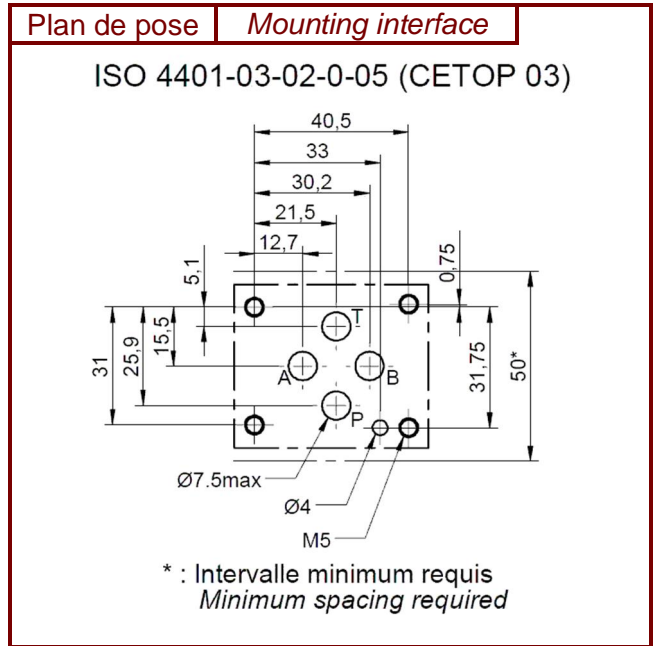 Plan de pose Mounting interface
ISO 4401-03-02-0-05 (CETOP 03)
40,5
33
30,2
21,5
12,7
5,1
0,75
T
31
25,9
15,5
A
B
31,75
50*
P
Ø7.5max
Ø4
M5
* : Intervalle minimum requis
Minimum spacing required